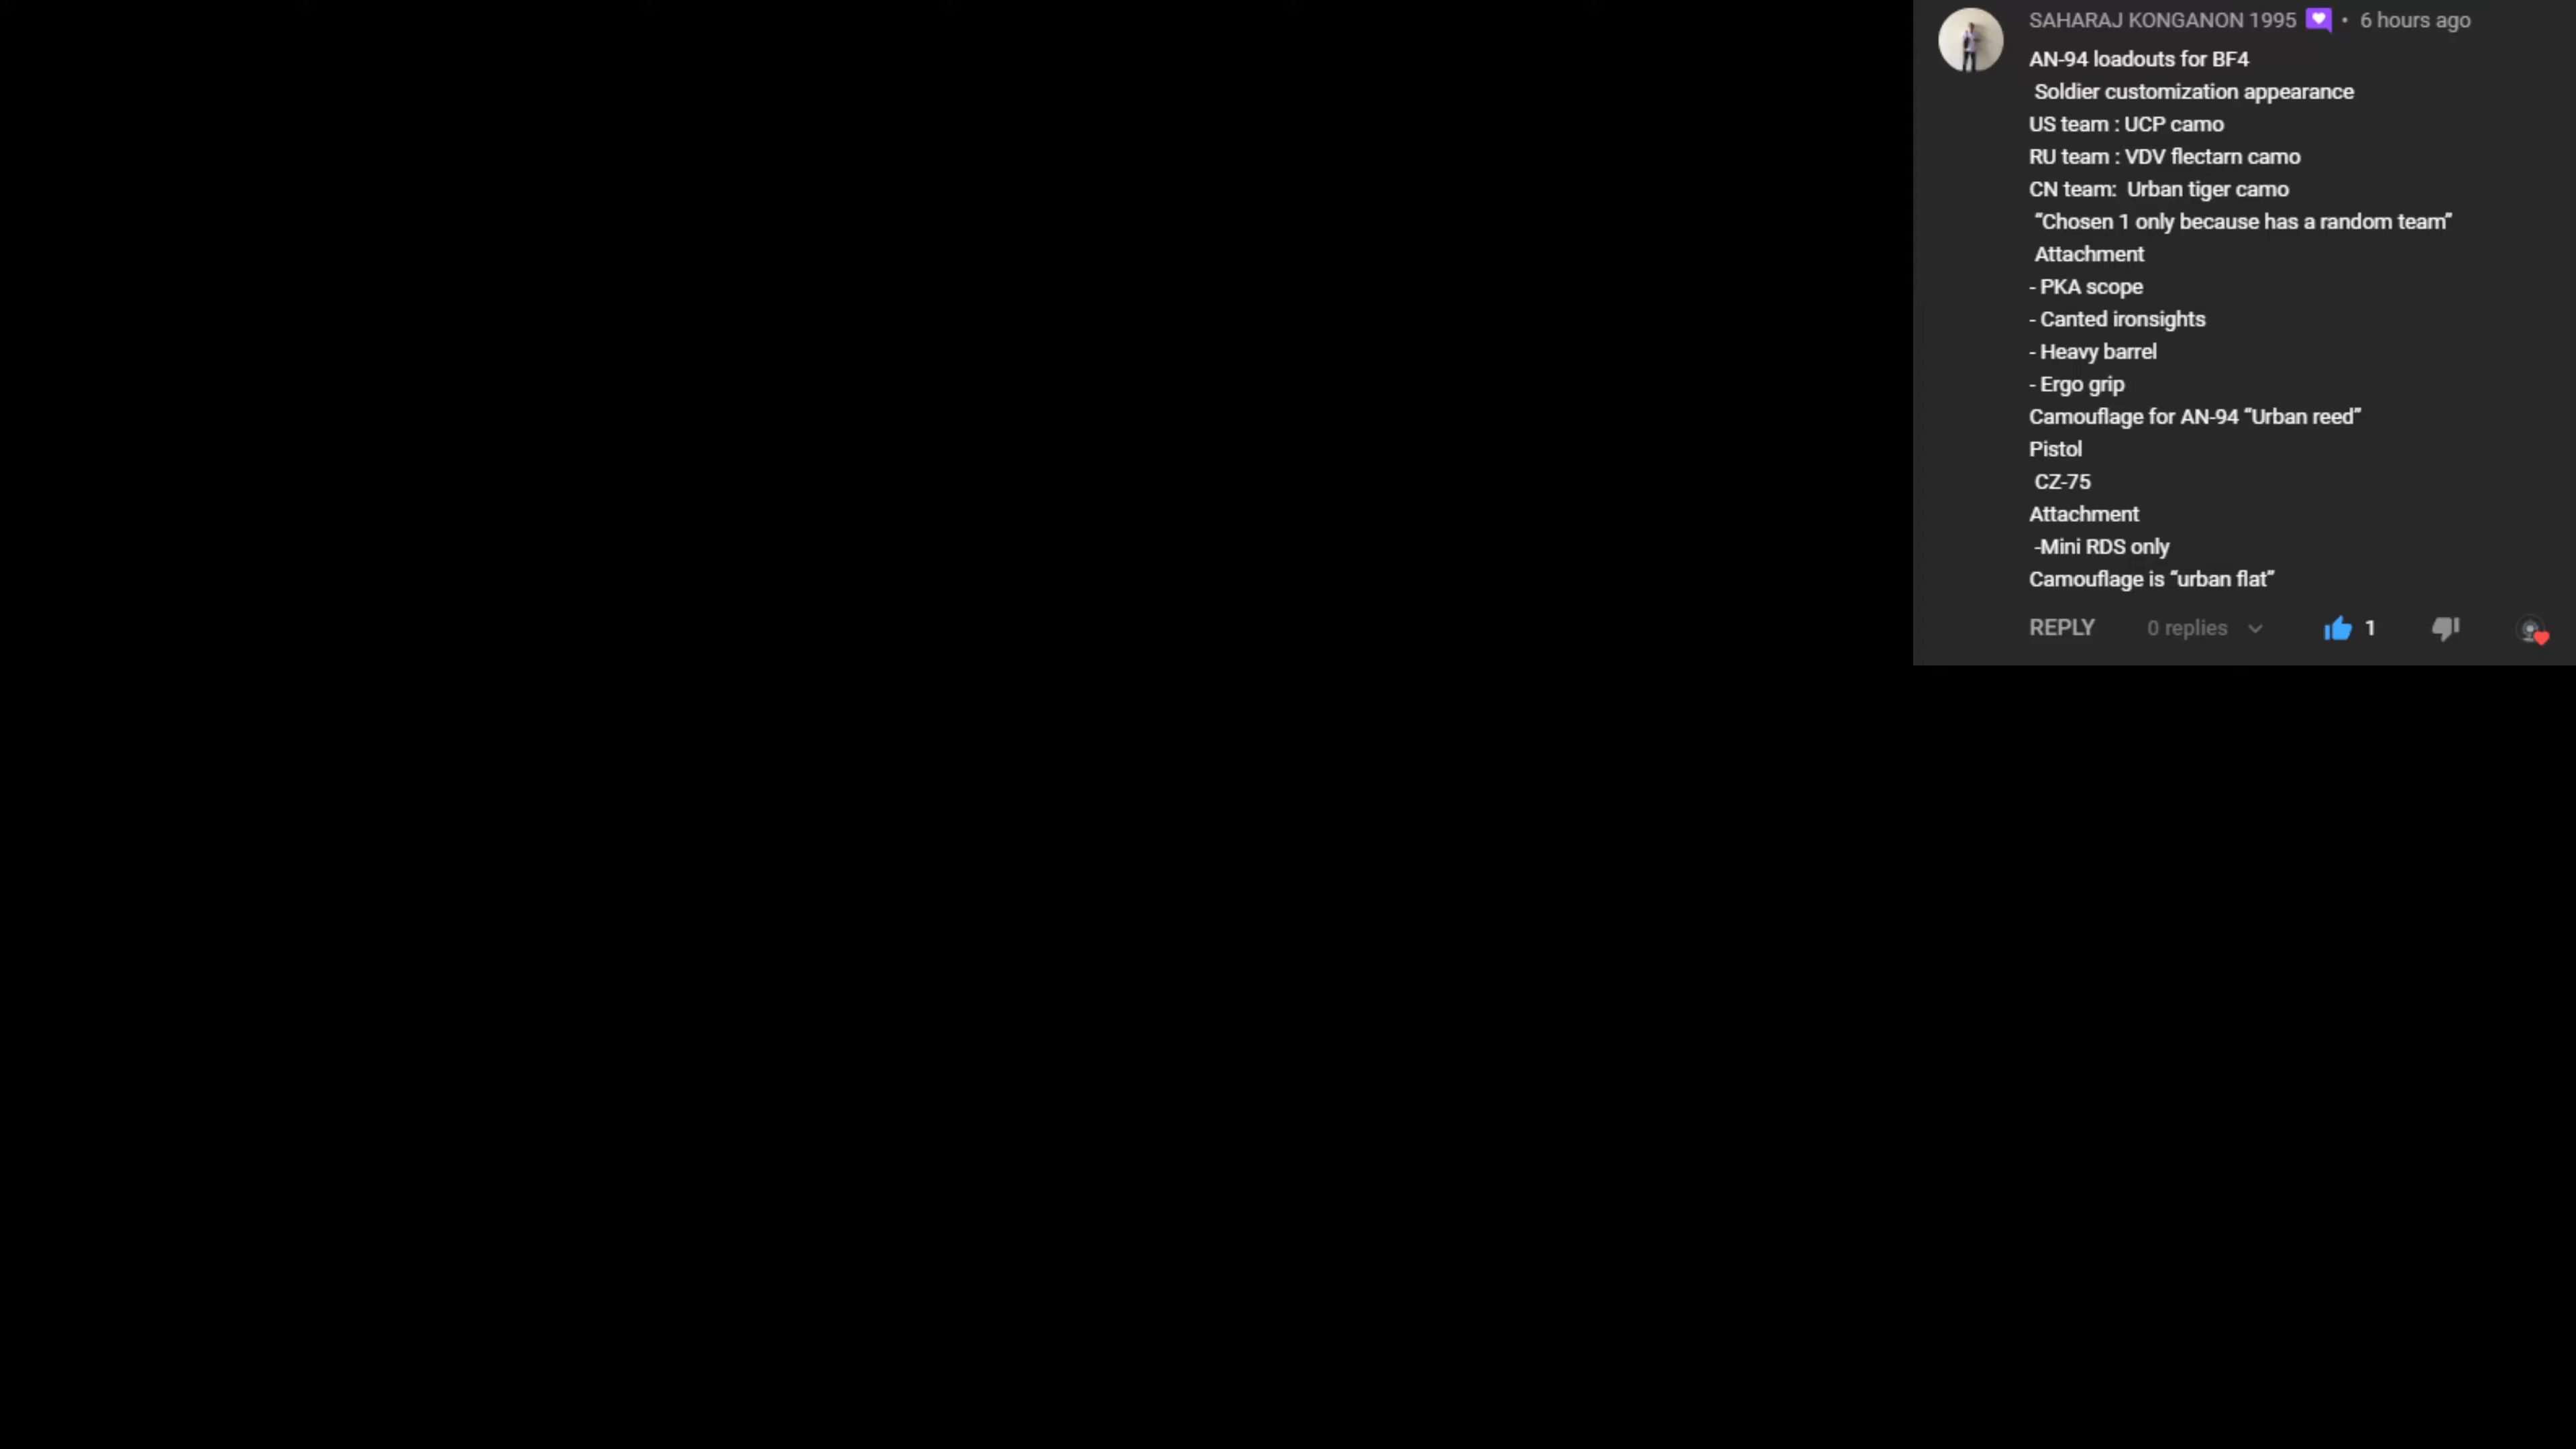 SAHARAJ KONGANON 1995 • 6 hours ago
AN-94 loadouts for BF4
Soldier customization appearance
US team : UCP camo
RU team : VDV flectarn camo
CN team: Urban tiger camo
“Chosen 1 only because has a random team”
Attachment
- PKA scope
- Canted ironsights
- Heavy barrel
- Ergo grip
Camouflage for AN-94 “Urban reed”
Pistol
CZ-75
Attachment
-Mini RDS only
Camouflage is “urban flat”
REPLY 0 replies 1